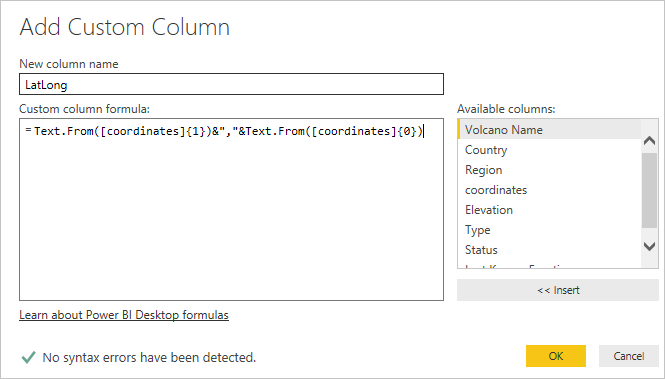 Add Custom Column
New column name
LatLong
Custom column formula:
= Text.From([coordinates]{1})&","&Text.From([coordinates]{0})
Available columns:
Volcano Name
Country
Region
coordinates
Elevation
Type
Status
<< Insert
Learn about Power BI Desktop formulas
No syntax errors have been detected.
OK
Cancel